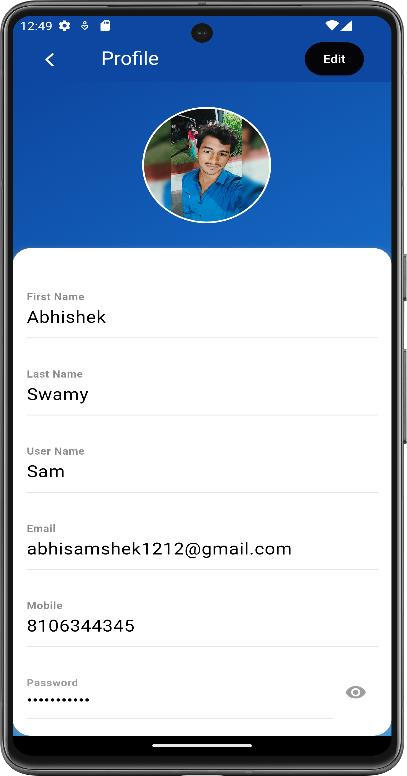 12:49
Profile
Edit
First Name
Abhishek
Last Name
Swamy
User Name
Sam
Email
abhisamshek1212@gmail.com
Mobile
8106344345
Password
•••••••••••